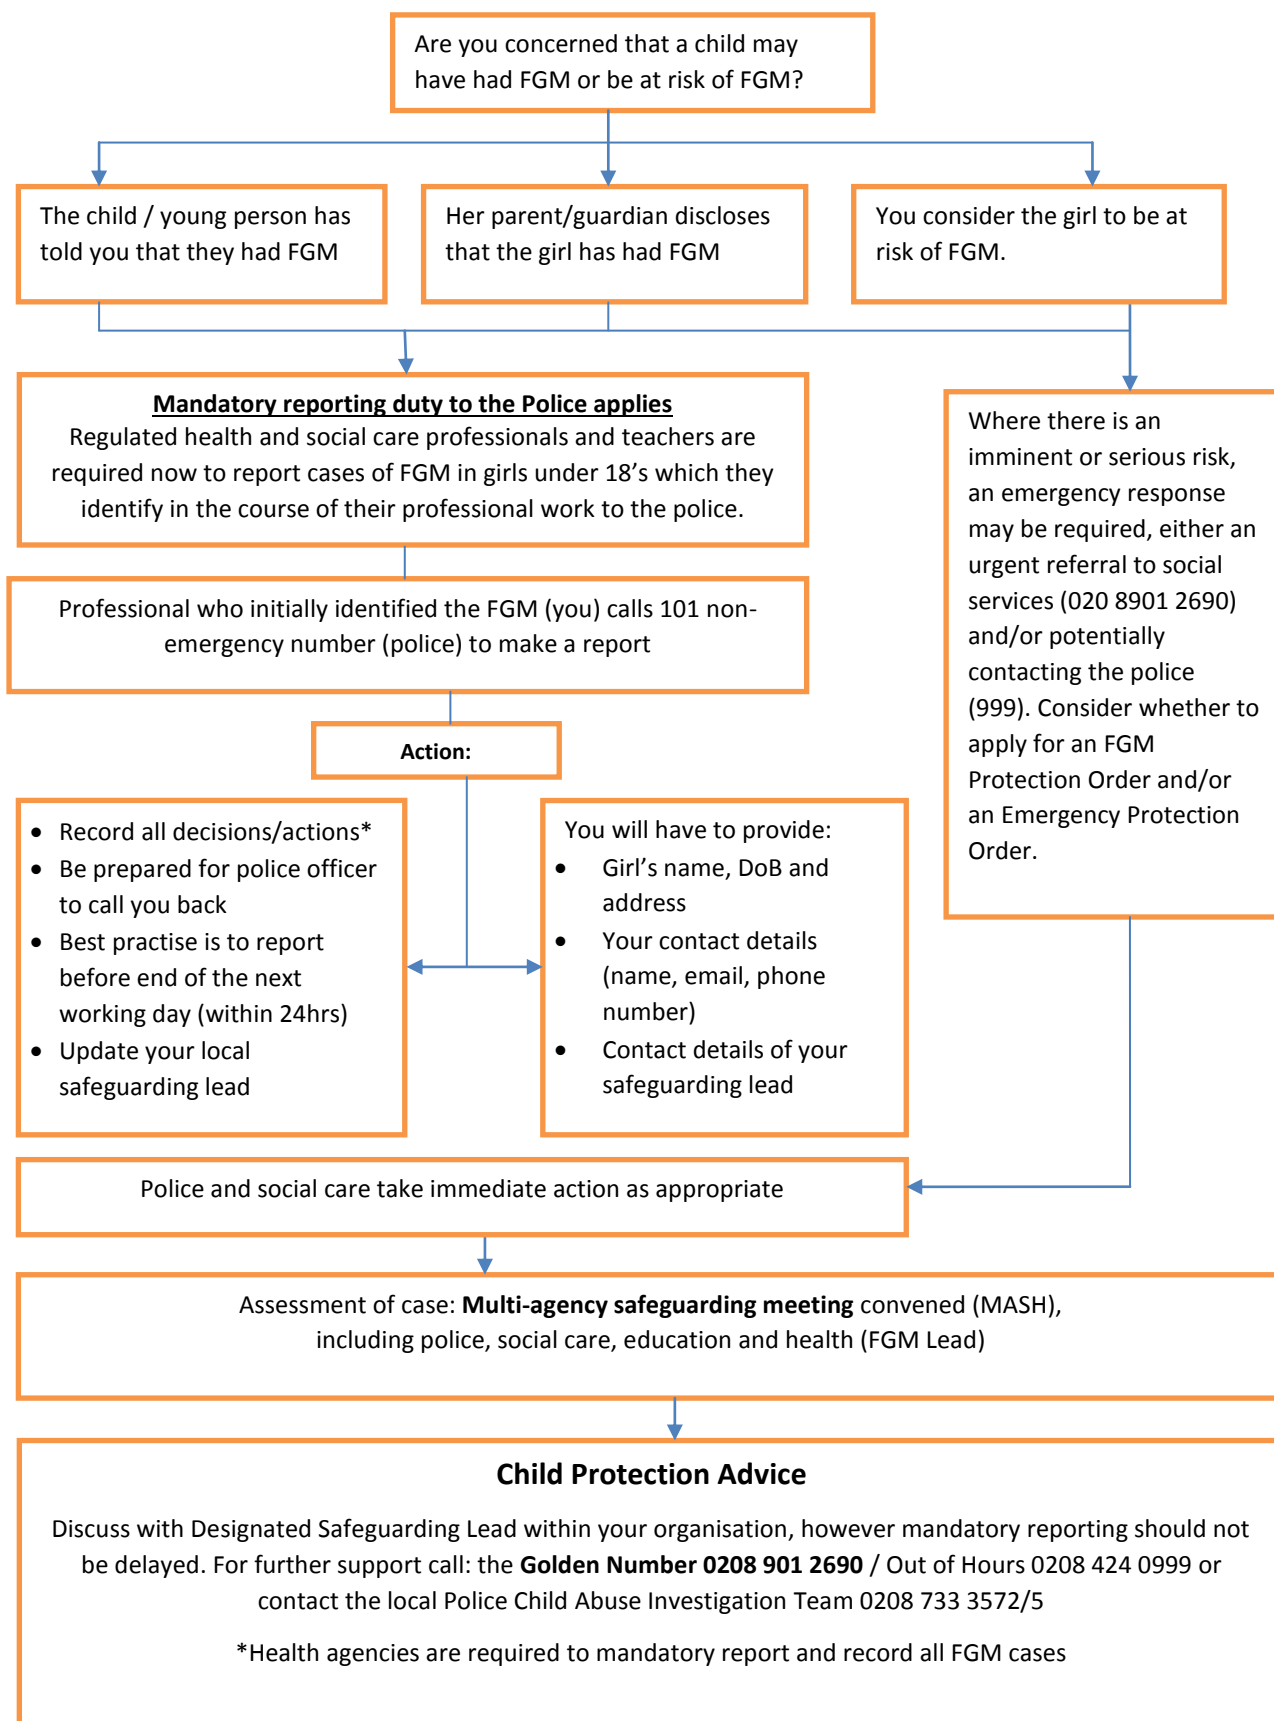 Are you concerned that a child may
have had FGM or be at risk of FGM?
The child / young person has
told you that they had FGM
Her parent/guardian discloses
that the girl has had FGM
You consider the girl to be at
risk of FGM.
Mandatory reporting duty to the Police applies
Regulated health and social care professionals and teachers are
required now to report cases of FGM in girls under 18’s which they
identify in the course of their professional work to the police.
Where there is an
imminent or serious risk,
an emergency response
may be required, either an
urgent referral to social
services (020 8901 2690)
and/or potentially
contacting the police
(999). Consider whether to
apply for an FGM
Protection Order and/or
an Emergency Protection
Order.
Professional who initially identified the FGM (you) calls 101 non-
emergency number (police) to make a report
Action:
• Record all decisions/actions*
• Be prepared for police officer
to call you back
• Best practise is to report
before end of the next
working day (within 24hrs)
• Update your local
safeguarding lead
You will have to provide:
• Girl’s name, DoB and
address
• Your contact details
(name, email, phone
number)
• Contact details of your
safeguarding lead
Police and social care take immediate action as appropriate
Assessment of case: Multi-agency safeguarding meeting convened (MASH),
including police, social care, education and health (FGM Lead)
Child Protection Advice
Discuss with Designated Safeguarding Lead within your organisation, however mandatory reporting should not
be delayed. For further support call: the Golden Number 0208 901 2690 / Out of Hours 0208 424 0999 or
contact the local Police Child Abuse Investigation Team 0208 733 3572/5
*Health agencies are required to mandatory report and record all FGM cases